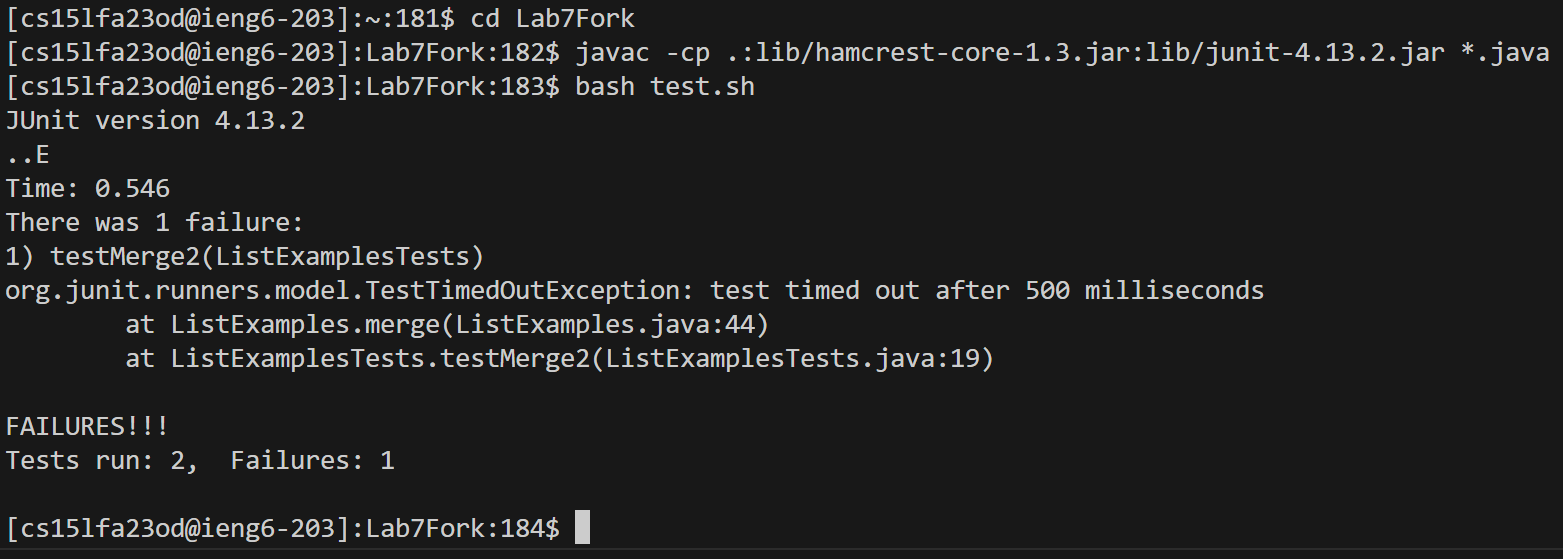 [cs15lfa23od@ieng6-203]:~:181$ cd Lab7Fork
[cs15lfa23od@ieng6-203]:Lab7Fork:182$ javac -cp .:lib/hamcrest-core-1.3.jar:lib/junit-4.13.2.jar *.java
[cs15lfa23od@ieng6-203]:Lab7Fork:183$ bash test.sh
JUnit version 4.13.2
..E
Time: 0.546
There was 1 failure:
1) testMerge2(ListExamplesTests)
org.junit.runners.model.TestTimedOutException: test timed out after 500 milliseconds
        at ListExamples.merge(ListExamples.java:44)
        at ListExamplesTests.testMerge2(ListExamplesTests.java:19)

FAILURES!!!
Tests run: 2,  Failures: 1

[cs15lfa23od@ieng6-203]:Lab7Fork:184$